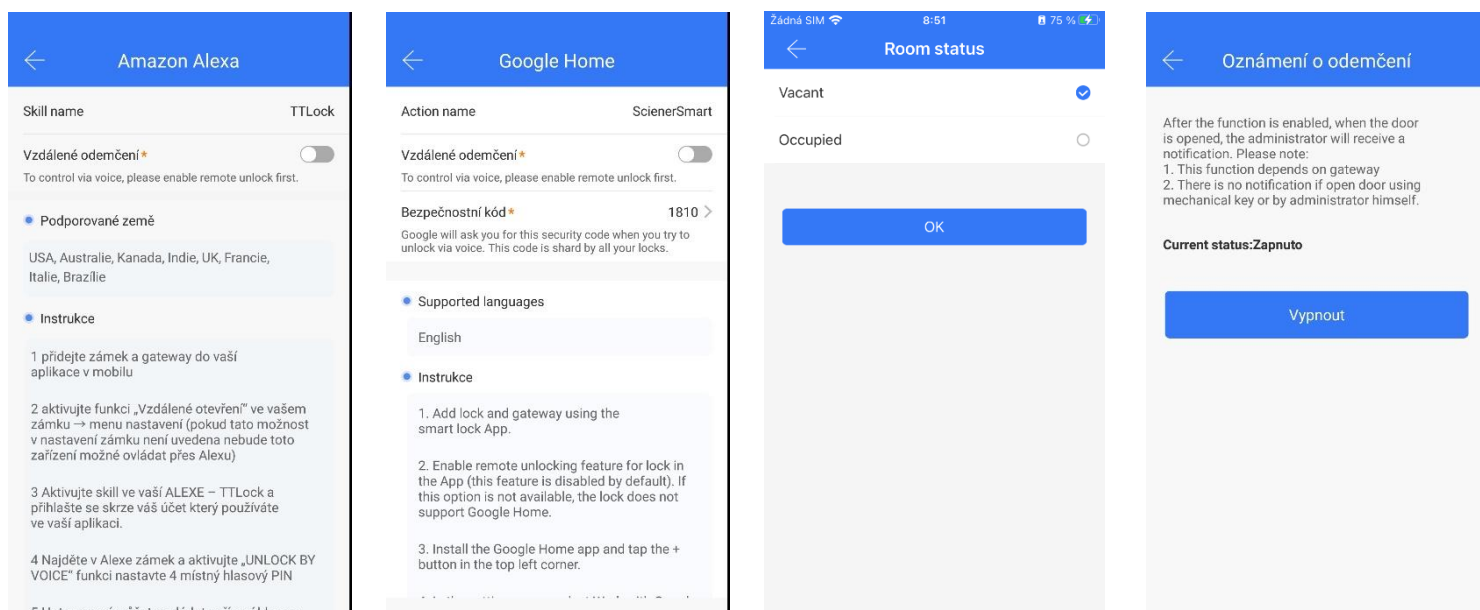 Amazon Alexa
Skill name TTLock
Vzdálené odemčení*
To control via voice, please enable remote unlock first.
Podporované země
USA, Australie, Kanada, Indie, UK, Francie,
Italie, Brazílie
Instrukce
1 přidejte zámek a gateway do vaší
aplikace v mobilu
2 aktivujte funkci „Vzdálené otevření“ ve vašem
zámku → menu nastavení (pokud tato možnost
v nastavení zámku není uvedena nebude toto
zařízení možné ovládat přes Alexu)
3 Aktivujte skill ve vaší ALEXE – TTLock a
přihlašte se skrze váš účet který používáte
ve vaší aplikaci.
4 Najděte v Alexe zámek a aktivujte „UNLOCK BY
VOICE“ funkci nastavte 4 místný hlasový PIN
Google Home
Action name ScienerSmart
Vzdálené odemčení*
To control via voice, please enable remote unlock first.
Bezpečnostní kód* 1810
Google will ask you for this security code when you try to
unlock via voice. This code is shard by all your locks.
Supported languages
English
Instrukce
1. Add lock and gateway using the
smart lock App.
2. Enable remote unlocking feature for lock in
the App (this feature is disabled by default). If
this option is not available, the lock does not
support Google Home.
3. Install the Google Home app and tap the +
button in the top left corner.
Žádná SIM 8:51 75 %
Room status
Vacant
Occupied
OK
Oznámení o odemčení
After the function is enabled, when the door
is opened, the administrator will receive a
notification. Please note:
1. This function depends on gateway
2. There is no notification if open door using
mechanical key or by administrator himself.
Current status:Zapnuto
Vypnout